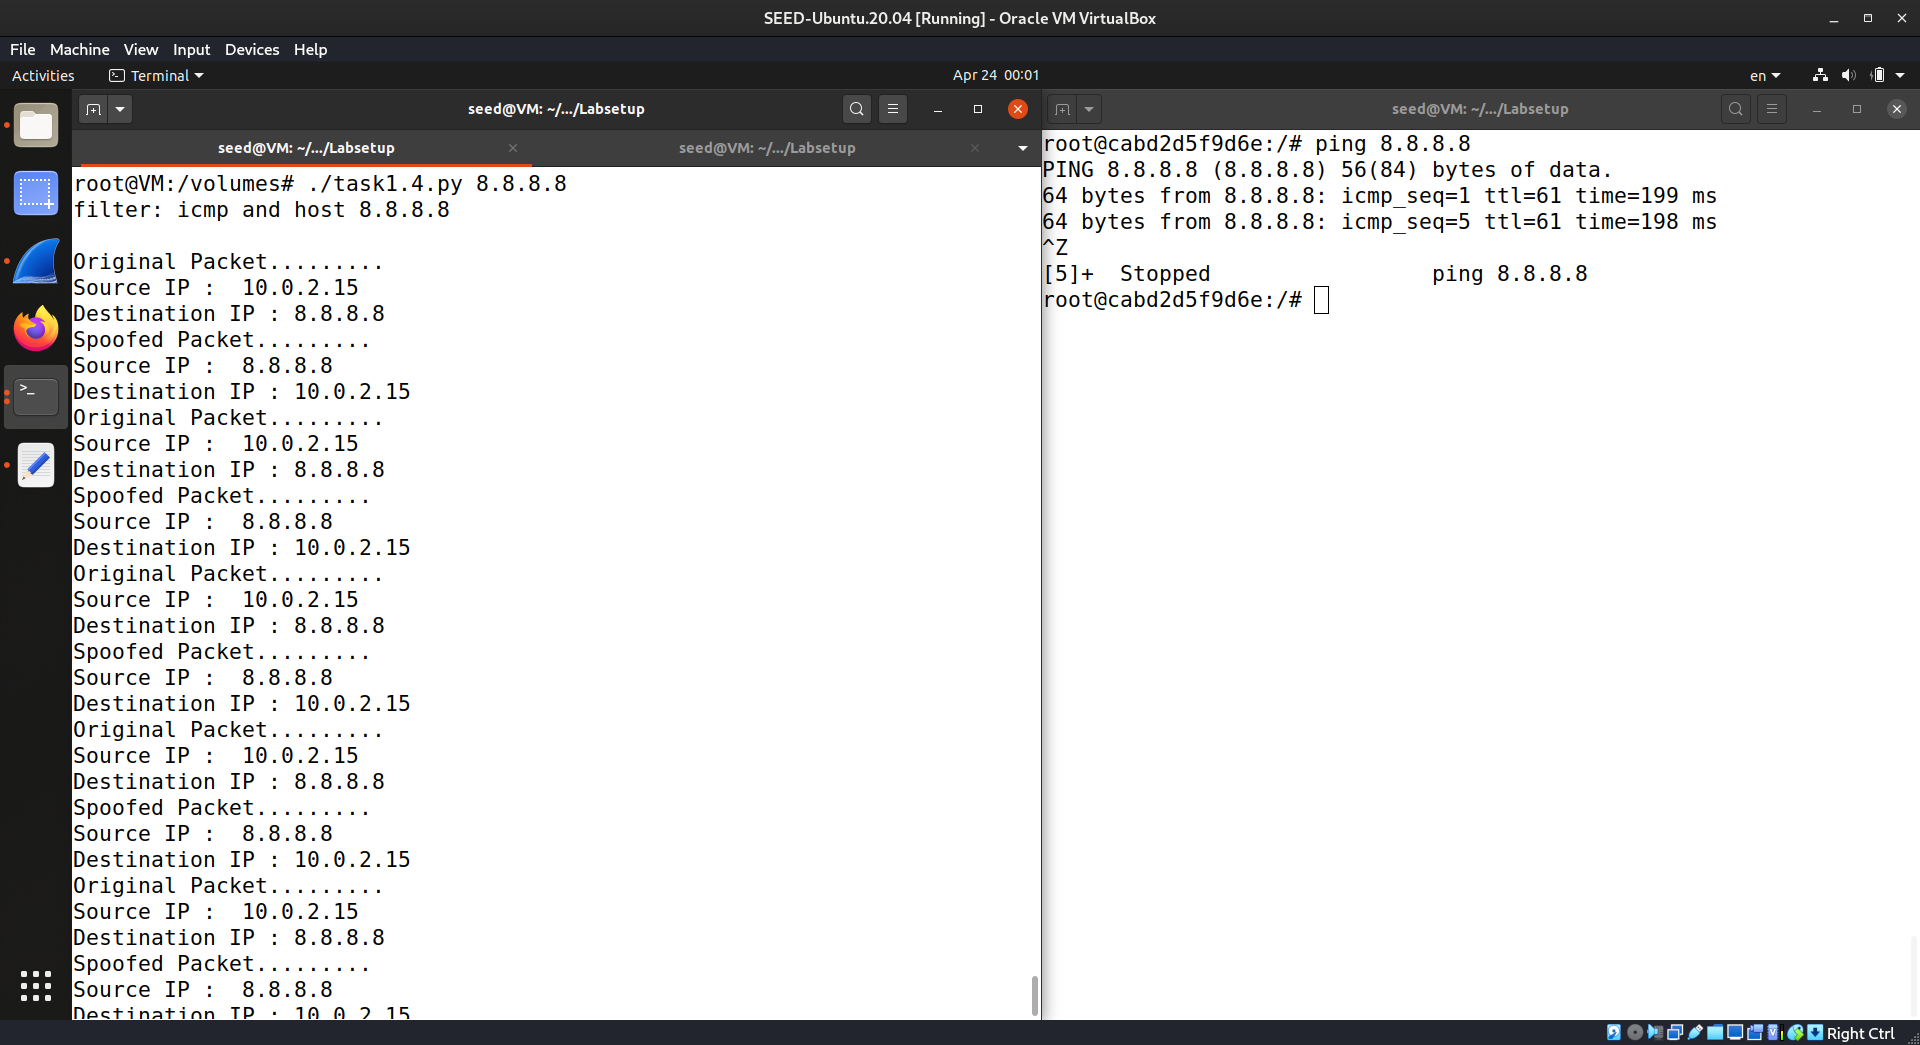 SEED-Ubuntu.20.04 [Running] - Oracle VM VirtualBox
File Machine View Input Devices Help
Activities Terminal Apr 24 00:01 en
seed@VM: ~/.../Labsetup
seed@VM: ~/.../Labsetup seed@VM: ~/.../Labsetup
root@VM:/volumes# ./task1.4.py 8.8.8.8
filter: icmp and host 8.8.8.8
Original Packet.........
Source IP :  10.0.2.15
Destination IP : 8.8.8.8
Spoofed Packet.........
Source IP :  8.8.8.8
Destination IP : 10.0.2.15
Original Packet.........
Source IP :  10.0.2.15
Destination IP : 8.8.8.8
Spoofed Packet.........
Source IP :  8.8.8.8
Destination IP : 10.0.2.15
Original Packet.........
Source IP :  10.0.2.15
Destination IP : 8.8.8.8
Spoofed Packet.........
Source IP :  8.8.8.8
Destination IP : 10.0.2.15
Original Packet.........
Source IP :  10.0.2.15
Destination IP : 8.8.8.8
Spoofed Packet.........
Source IP :  8.8.8.8
Destination IP : 10.0.2.15
Original Packet.........
Source IP :  10.0.2.15
Destination IP : 8.8.8.8
Spoofed Packet.........
Source IP :  8.8.8.8
Destination IP : 10.0.2.15
seed@VM: ~/.../Labsetup
root@cabd2d5f9d6e:/# ping 8.8.8.8
PING 8.8.8.8 (8.8.8.8) 56(84) bytes of data.
64 bytes from 8.8.8.8: icmp_seq=1 ttl=61 time=199 ms
64 bytes from 8.8.8.8: icmp_seq=5 ttl=61 time=198 ms
^Z
[5]+  Stopped                 ping 8.8.8.8
root@cabd2d5f9d6e:/#
Right Ctrl